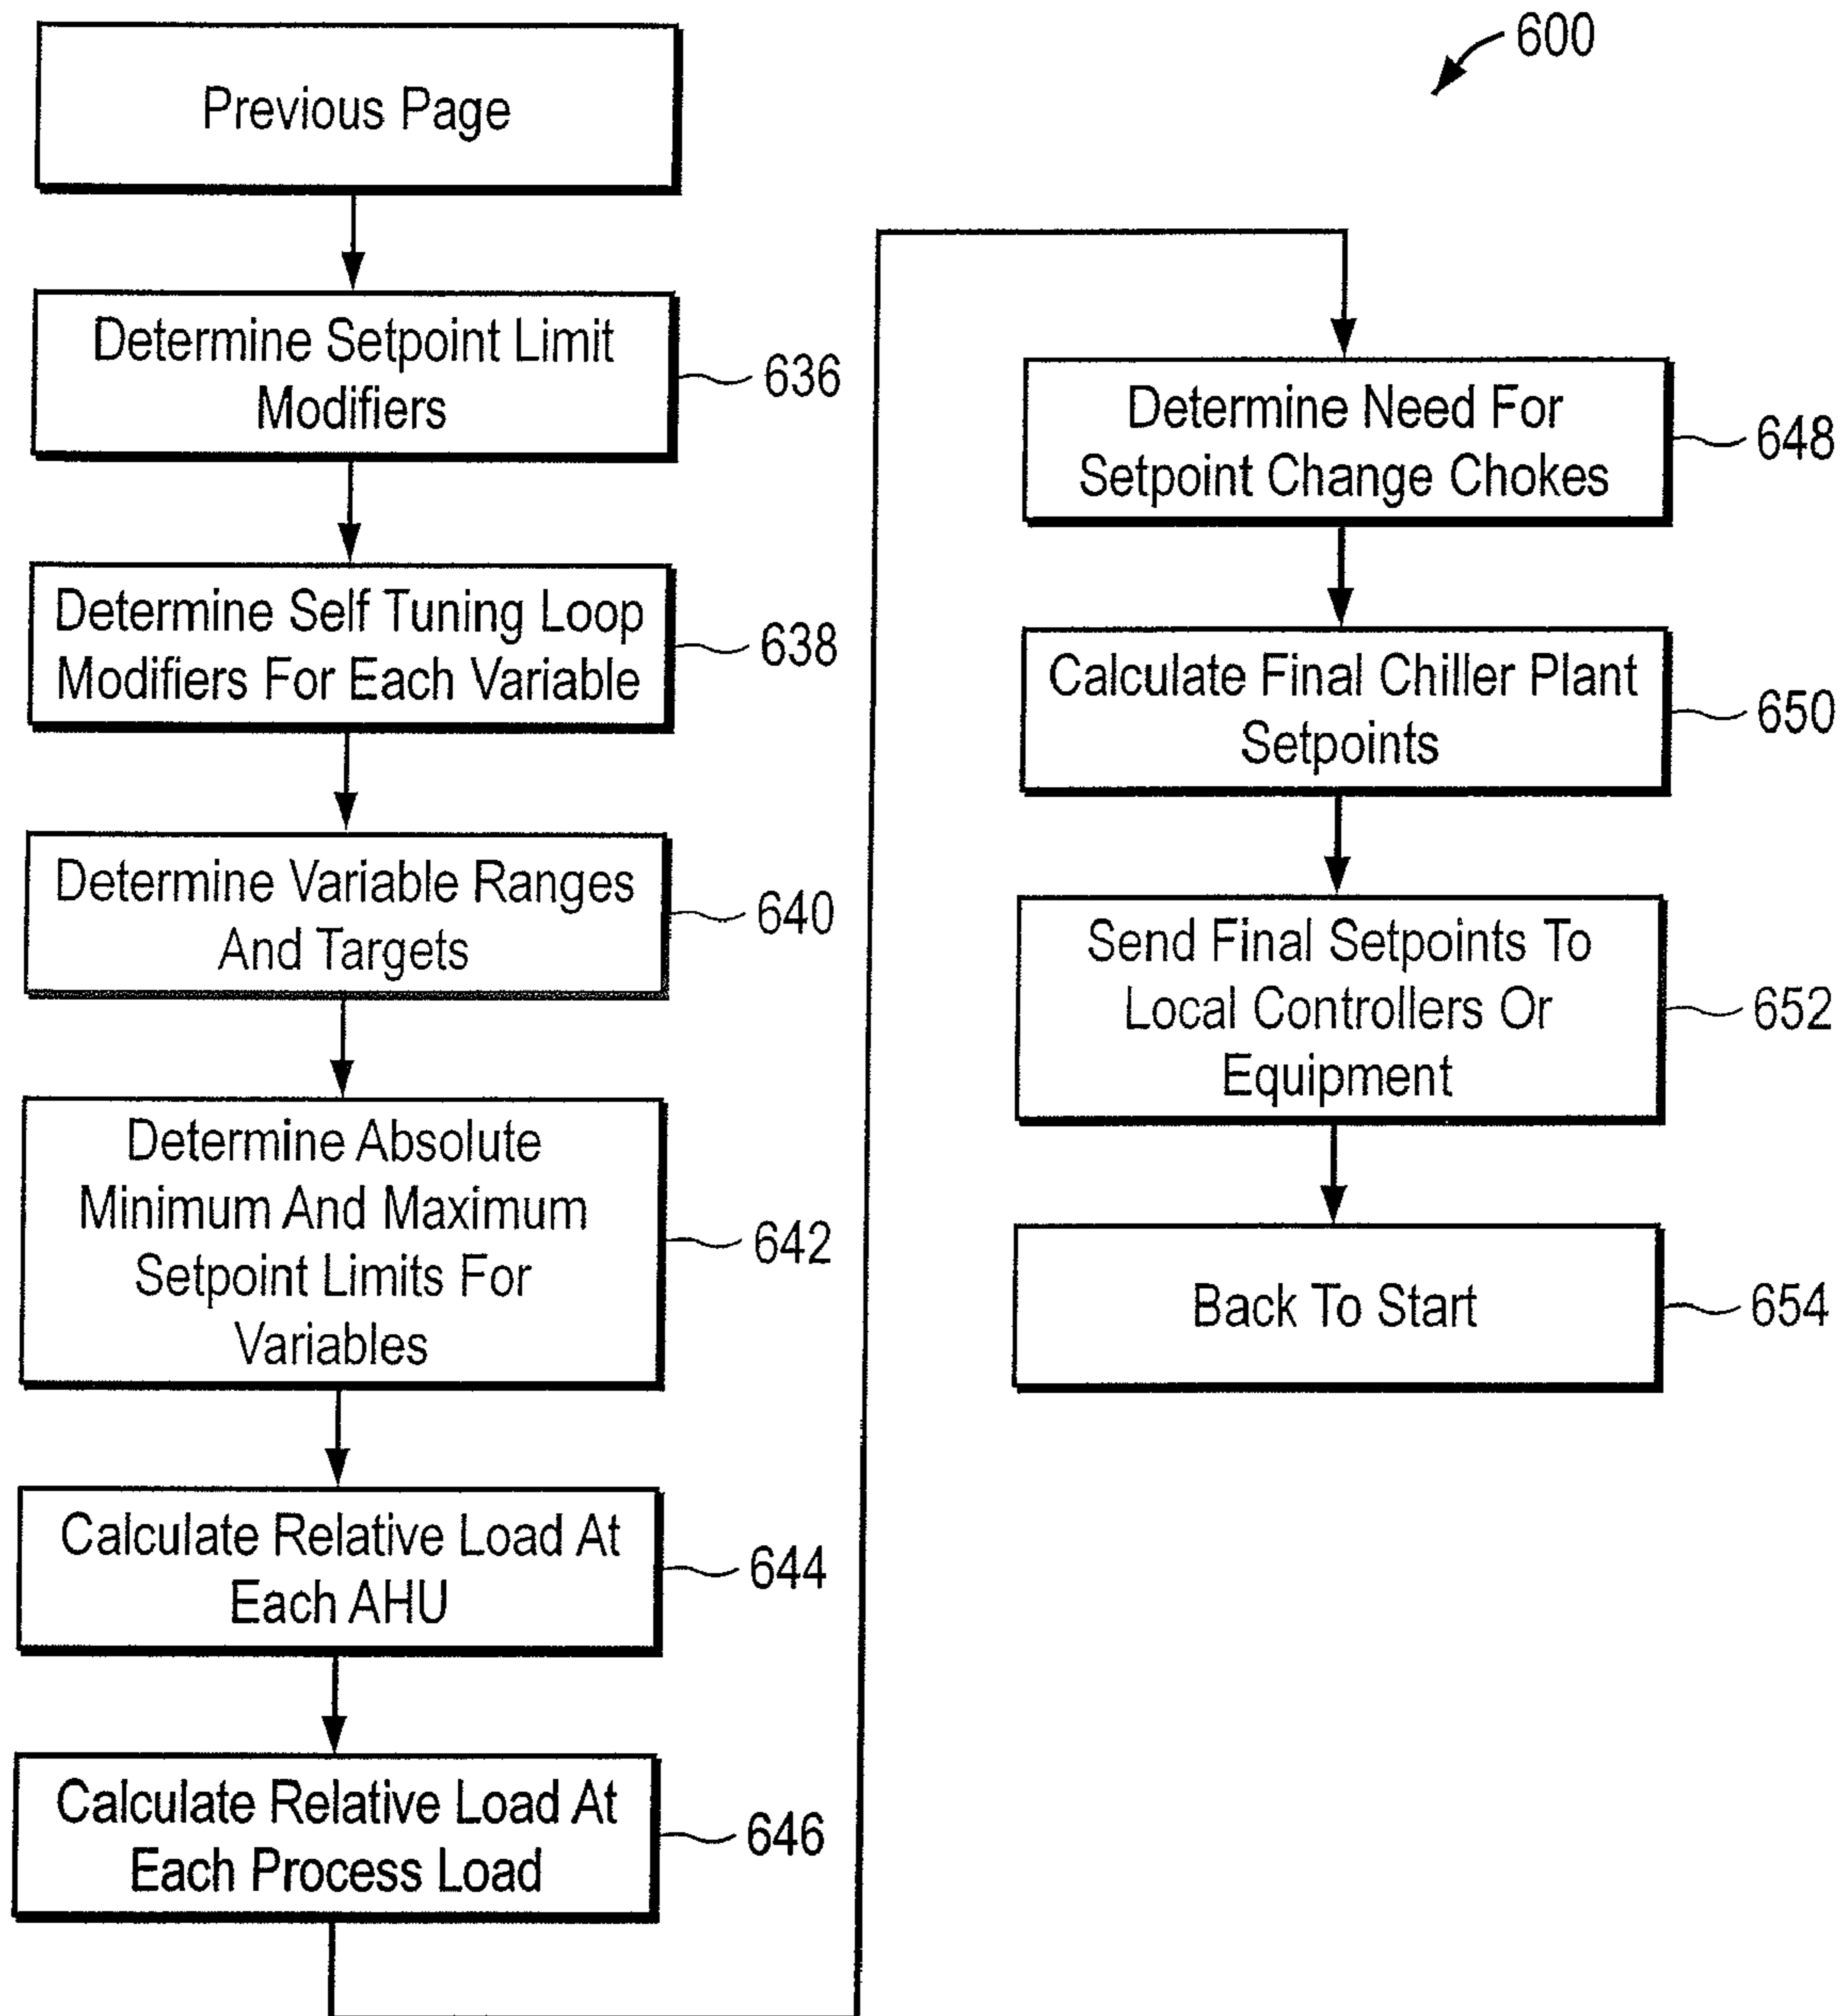 600
Previous Page
Determine Setpoint Limit
Modifiers
636
Determine Self Tuning Loop
Modifiers For Each Variable
638
Determine Variable Ranges
And Targets
640
Determine Absolute
Minimum And Maximum
Setpoint Limits For
Variables
642
Calculate Relative Load At
Each AHU
644
Calculate Relative Load At
Each Process Load
646
Determine Need For
Setpoint Change Chokes
648
Calculate Final Chiller Plant
Setpoints
650
Send Final Setpoints To
Local Controllers Or
Equipment
652
Back To Start
654